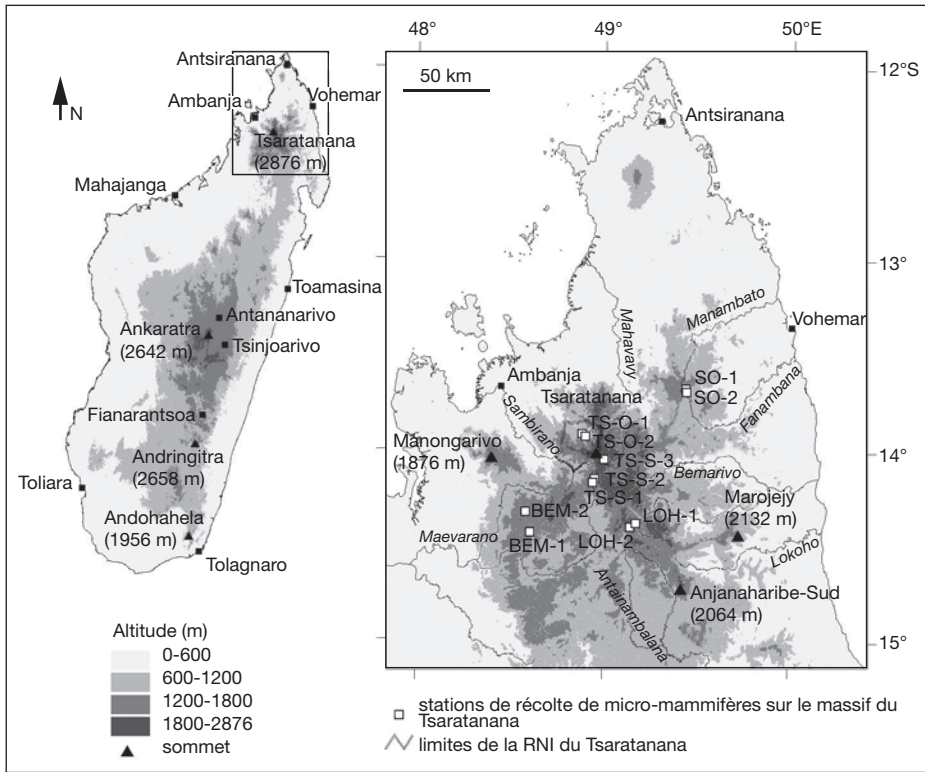 48°
49°
50°E
12°S
13°
14°
15°
N
Antsiranana
Ambanja
Vohemar
Tsaratanana
(2876 m)
Mahajanga
Toamasina
Antananarivo
Ankaratra
(2642 m)
Tsinjoarivo
Fianarantsoa
Andringitra
(2658 m)
Toliara
Andohahela
(1956 m)
Tolagnaro
50 km
Antsiranana
Manambato
Vohemar
Mahavavy
Ambanja
SO-1
SO-2
Fanambana
Tsaratanana
Sambirano
TS-O-1
TS-O-2
Manongarivo
(1876 m)
TS-S-3
TS-S-2
Bernarivo
TS-S-1
Marojejy
(2132 m)
BEM-2
LOH-1
Maevarano
BEM-1
LOH-2
Lokoho
Antainambalana
Anjanaharibe-Sud
(2064 m)
Altitude (m)
0-600
600-1200
1200-1800
1800-2876
sommet
stations de récolte de micro-mammifères sur le massif du
Tsaratanana
limites de la RNI du Tsaratanana